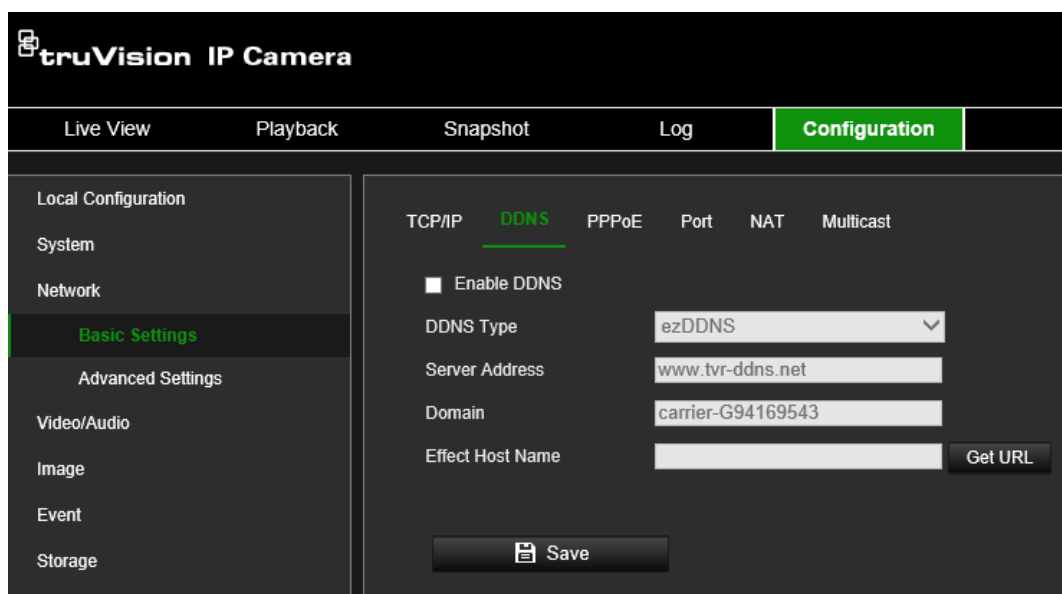 truVision IP Camera
Live View Playback Snapshot Log Configuration
Local Configuration
System
Network
Basic Settings
Advanced Settings
Video/Audio
Image
Event
Storage
TCP/IP DDNS PPPoE Port NAT Multicast
Enable DDNS
DDNS Type ezDDNS
Server Address www.tvr-ddns.net
Domain carrier-G94169543
Effect Host Name Get URL
Save